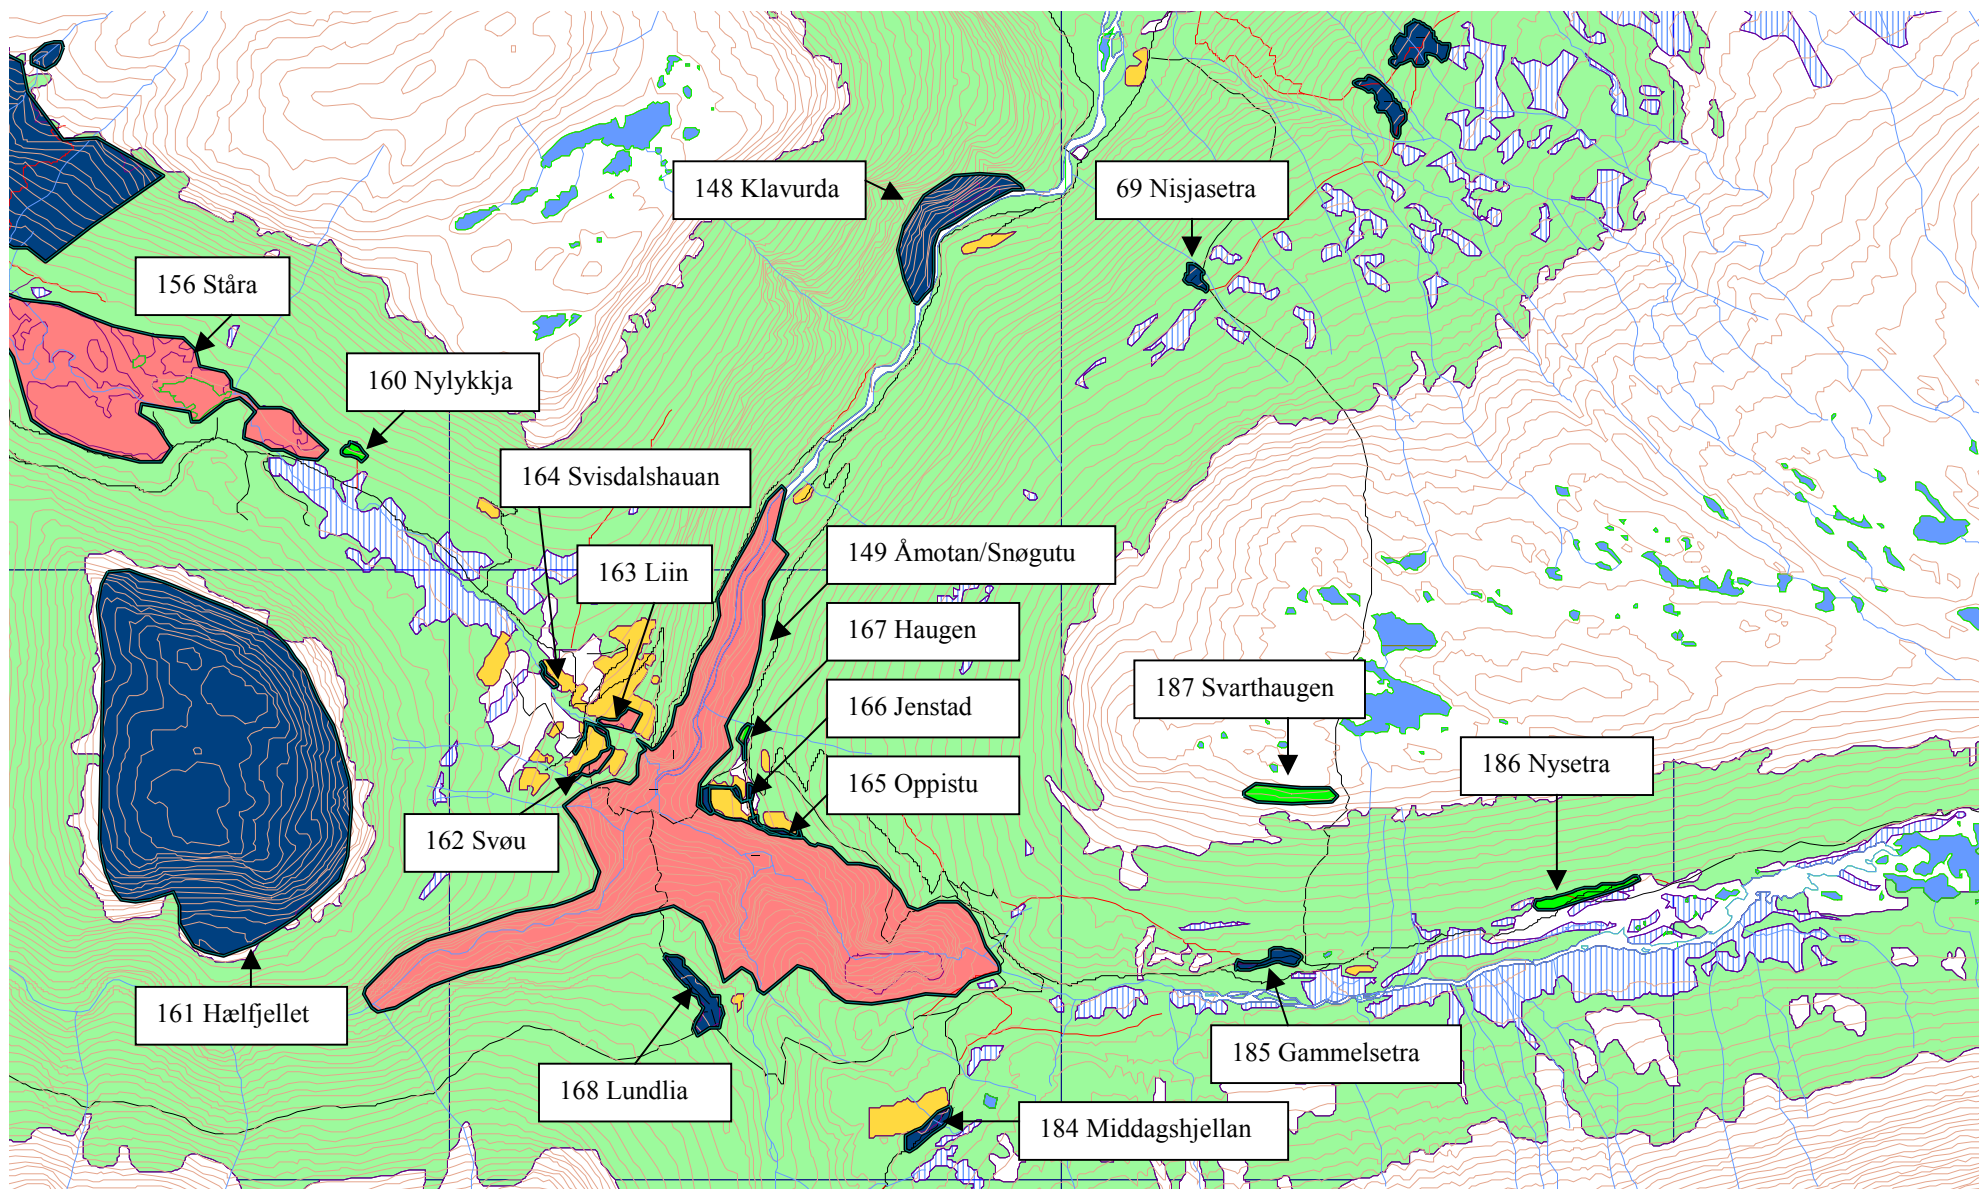 148 Klavurda
69 Nisjasetra
156 Ståra
160 Nylykkja
164 Svisdalshauan
149 Åmotan/Snøgutu
163 Liin
167 Haugen
187 Svarthaugen
166 Jenstad
186 Nysetra
165 Oppistu
162 Svøu
161 Hælfjellet
185 Gammelsetra
168 Lundlia
184 Middagshjellan